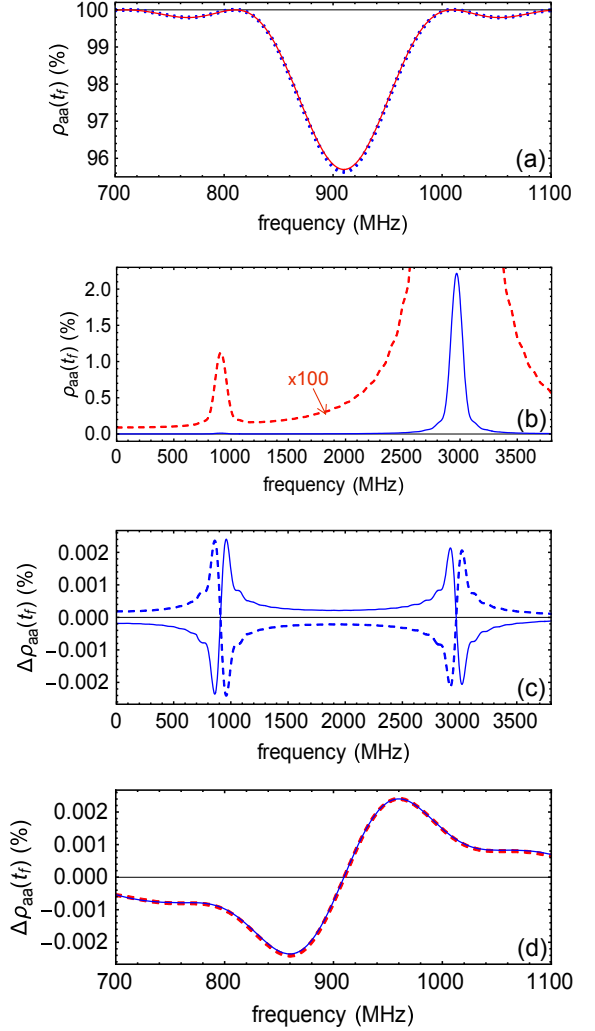 100
99
98
97
96
ρaa(tf) (%)
(a)
700 800 900 1000 1100
frequency (MHz)
2.0
1.5
1.0
0.5
0.0
ρaa(tf) (%)
x100
(b)
0 500 1000 1500 2000 2500 3000 3500
frequency (MHz)
0.002
0.001
0.000
−0.001
−0.002
Δρaa(tf) (%)
(c)
0 500 1000 1500 2000 2500 3000 3500
frequency (MHz)
0.002
0.001
0.000
−0.001
−0.002
Δρaa(tf) (%)
(d)
700 800 900 1000 1100
frequency (MHz)